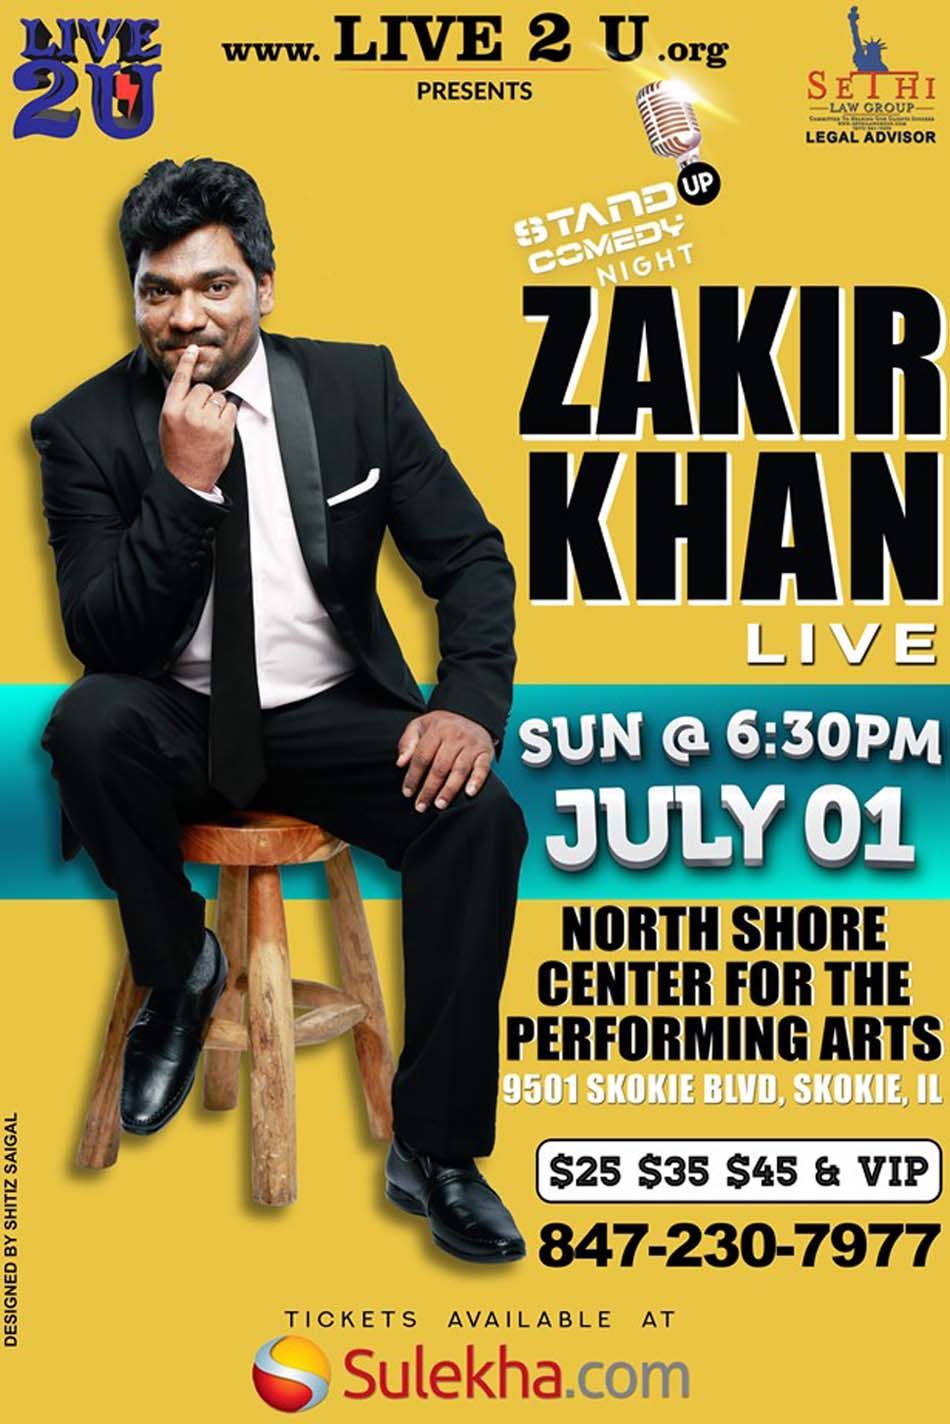 LIVE
2U
www. LIVE 2 U .org
PRESENTS
SETHI
LAW GROUP
LEGAL ADVISOR
STAND UP
COMEDY
NIGHT
ZAKIR
KHAN
LIVE
SUN @ 6:30PM
JULY 01
NORTH SHORE
CENTER FOR THE
PERFORMING ARTS
9501 SKOKIE BLVD, SKOKIE, IL
$25 $35 $45 & VIP
847-230-7977
DESIGNED BY SHITIZ SAIGAL
TICKETS AVAILABLE AT
Sulekha.com